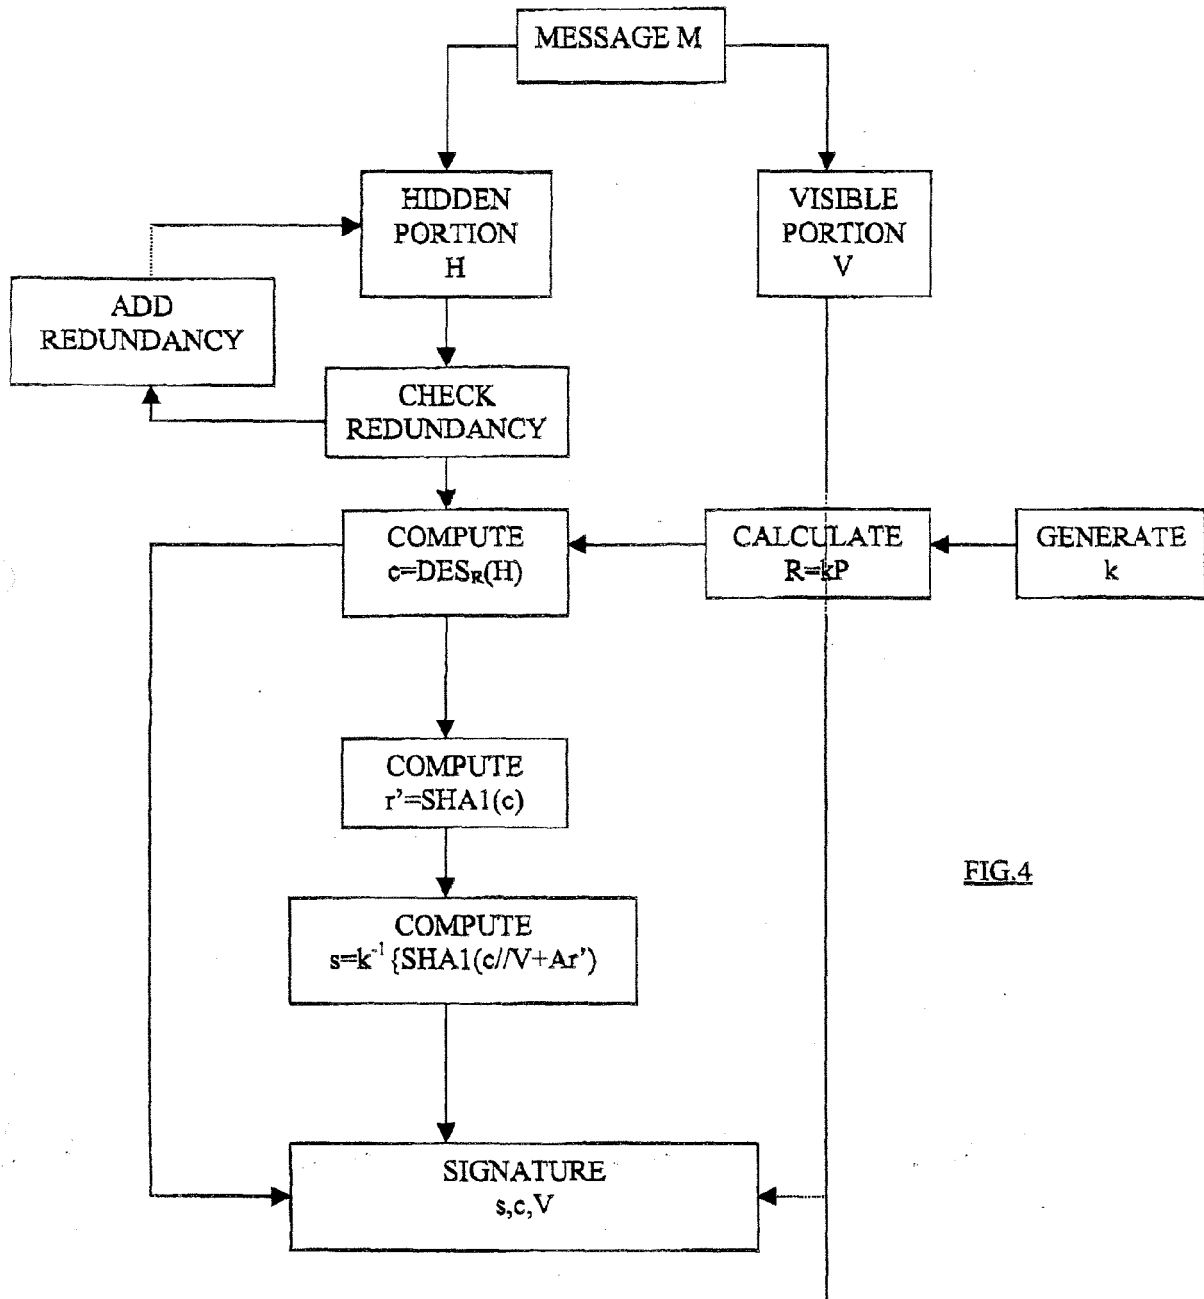 MESSAGE M
HIDDEN
PORTION
H
VISIBLE
PORTION
V
ADD
REDUNDANCY
CHECK
REDUNDANCY
COMPUTE
c=DES_R(H)
CALCULATE
R=kP
GENERATE
k
COMPUTE
r'=SHA1(c)
COMPUTE
s=k⁻¹{SHA1(c//V+Ar')
SIGNATURE
s,c,V
FIG.4